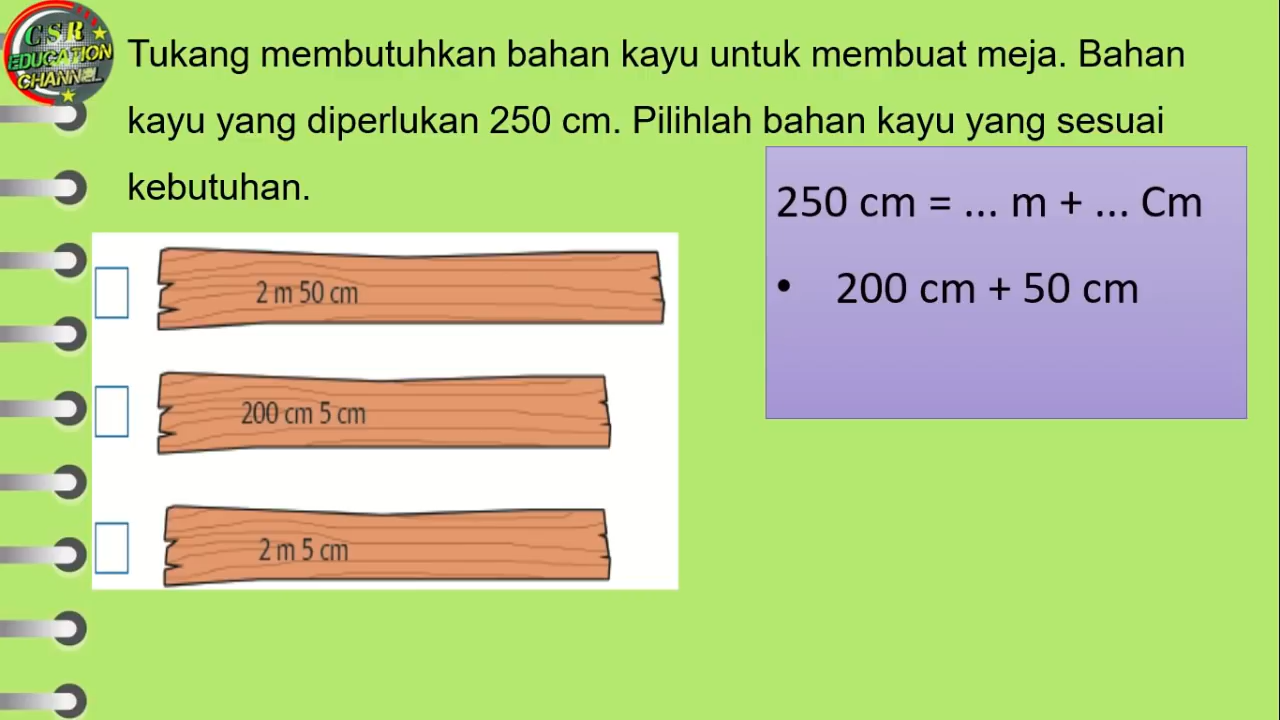 CSR
EDUCATION
CHANNEL
Tukang membutuhkan bahan kayu untuk membuat meja. Bahan
kayu yang diperlukan 250 cm. Pilihlah bahan kayu yang sesuai
kebutuhan.
250 cm = ... m + ... Cm
• 200 cm + 50 cm
2 m 50 cm
200 cm 5 cm
2 m 5 cm